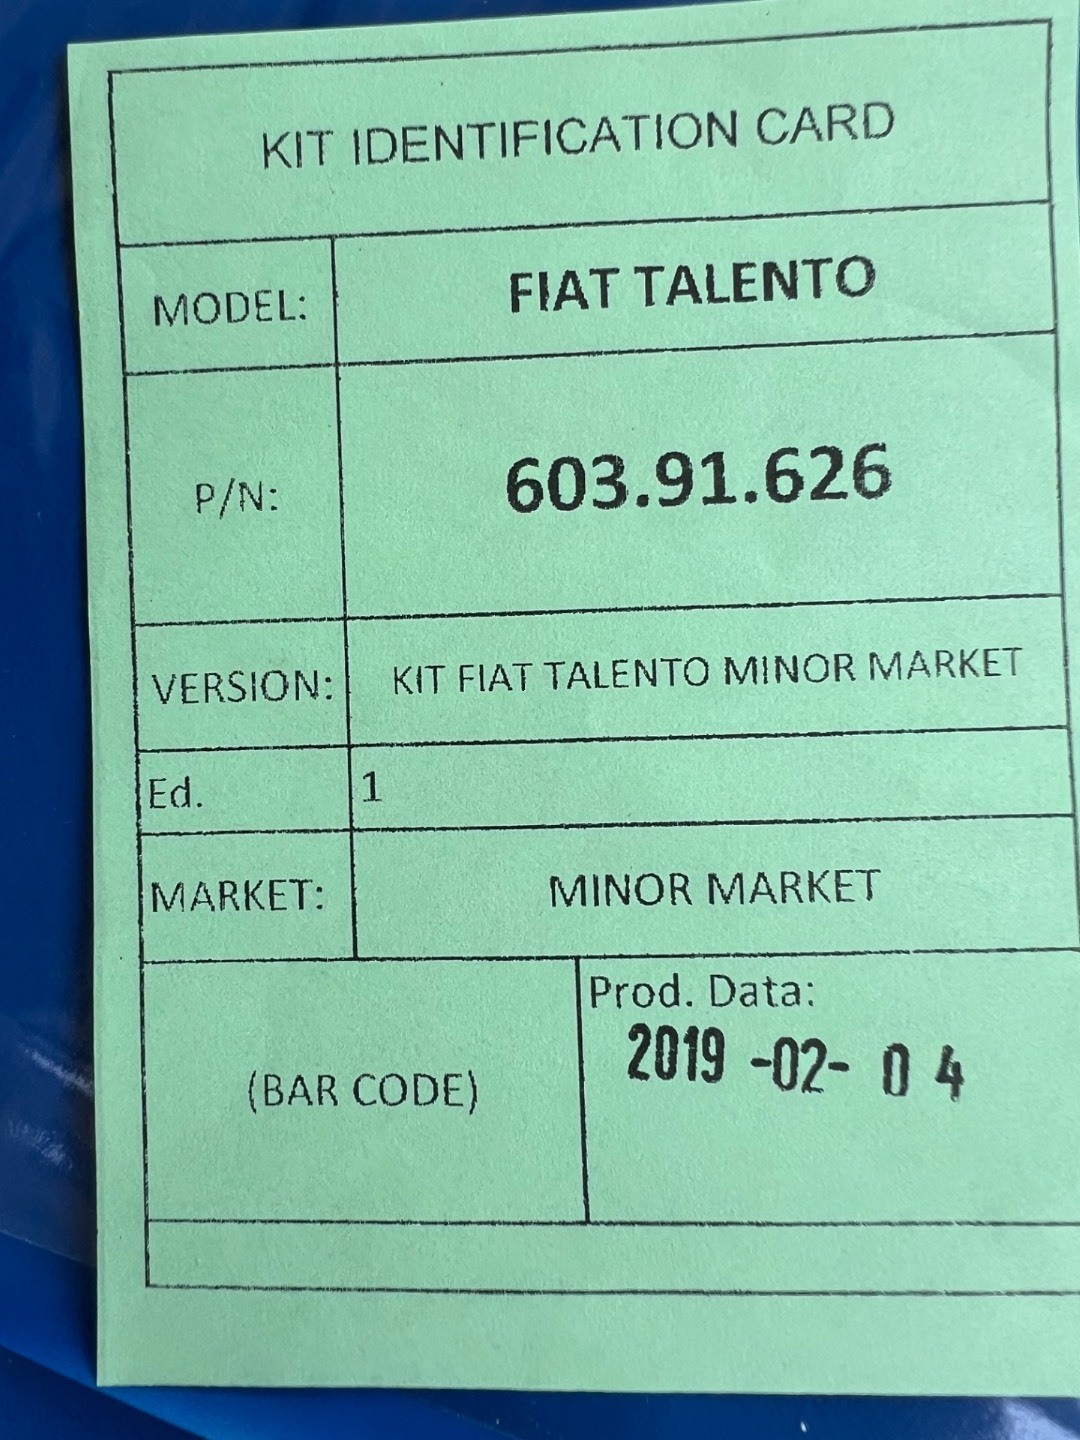 KIT IDENTIFICATION CARD
MODEL: FIAT TALENTO
P/N: 603.91.626
VERSION: KIT FIAT TALENTO MINOR MARKET
Ed. 1
MARKET: MINOR MARKET
(BAR CODE)
Prod. Data:
2019 -02- 0 4